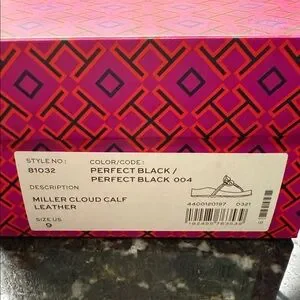 STYLE NO: COLOR/CODE:
81032 PERFECT BLACK /
PERFECT BLACK 004
DESCRIPTION
MILLER CLOUD CALF
LEATHER
4400120197 0321
SIZE US
9